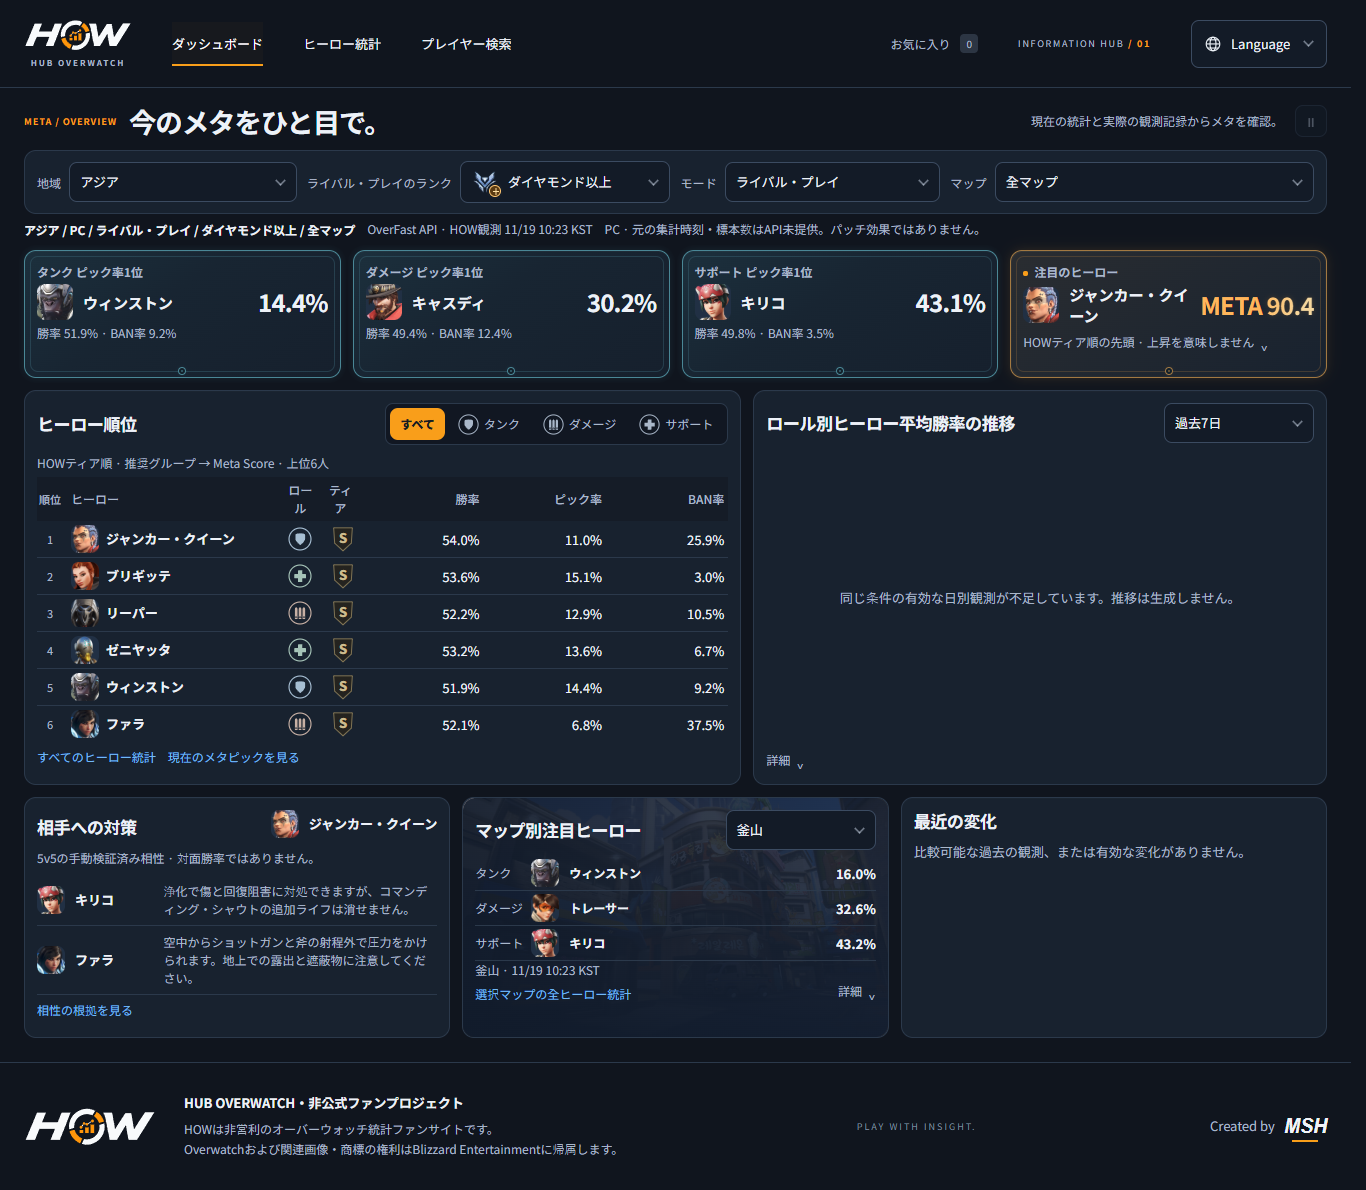 HOW
HUB OVERWATCH
ダッシュボード
ヒーロー統計
プレイヤー検索
お気に入り 0
INFORMATION HUB / 01
Language
META / OVERVIEW
今のメタをひと目で。
現在の統計と実際の観測記録からメタを確認。
地域
アジア
ライバル・プレイのランク
ダイヤモンド以上
モード
ライバル・プレイ
マップ
全マップ
アジア / PC / ライバル・プレイ / ダイヤモンド以上 / 全マップ
OverFast API · HOW観測 11/19 10:23 KST
PC · 元の集計時刻・標本数はAPI未提供。パッチ効果ではありません。
タンク ピック率1位
ウィンストン
14.4%
勝率 51.9% · BAN率 9.2%
ダメージ ピック率1位
キャスディ
30.2%
勝率 49.4% · BAN率 12.4%
サポート ピック率1位
キリコ
43.1%
勝率 49.8% · BAN率 3.5%
注目のヒーロー
ジャンカー・クイ
ーン
META 90.4
HOWティア順の先頭 · 上昇を意味しません
ヒーロー順位
すべて
タンク
ダメージ
サポート
HOWティア順 · 推奨グループ → Meta Score · 上位6人
順位 ヒーロー ロー ティ 勝率 ピック率 BAN率
ル ア
1 ジャンカー・クイーン S 54.0% 11.0% 25.9%
2 ブリギッテ S 53.6% 15.1% 3.0%
3 リーパー S 52.2% 12.9% 10.5%
4 ゼニヤッタ S 53.2% 13.6% 6.7%
5 ウィンストン S 51.9% 14.4% 9.2%
6 ファラ S 52.1% 6.8% 37.5%
すべてのヒーロー統計
現在のメタピックを見る
ロール別ヒーロー平均勝率の推移
過去7日
同じ条件の有効な日別観測が不足しています。推移は生成しません。
詳細
相手への対策
ジャンカー・クイーン
5v5の手動検証済み相性 · 対面勝率ではありません。
キリコ
浄化で傷と回復阻害に対処できますが、コマンデ
ィング・シャウトの追加ライフは消せません。
ファラ
空中からショットガンと斧の射程外で圧力をかけ
られます。地上での露出と遮蔽物に注意してくだ
さい。
相性の根拠を見る
マップ別注目ヒーロー
釜山
タンク ウィンストン 16.0%
ダメージ トレーサー 32.6%
サポート キリコ 43.2%
釜山 · 11/19 10:23 KST
選択マップの全ヒーロー統計
詳細
最近の変化
比較可能な過去の観測、または有効な変化がありません。
HOW
HUB OVERWATCH・非公式ファンプロジェクト
HOWは非営利のオーバーウォッチ統計ファンサイトです。
Overwatchおよび関連画像・商標の権利はBlizzard Entertainmentに帰属します。
PLAY WITH INSIGHT.
Created by MSH